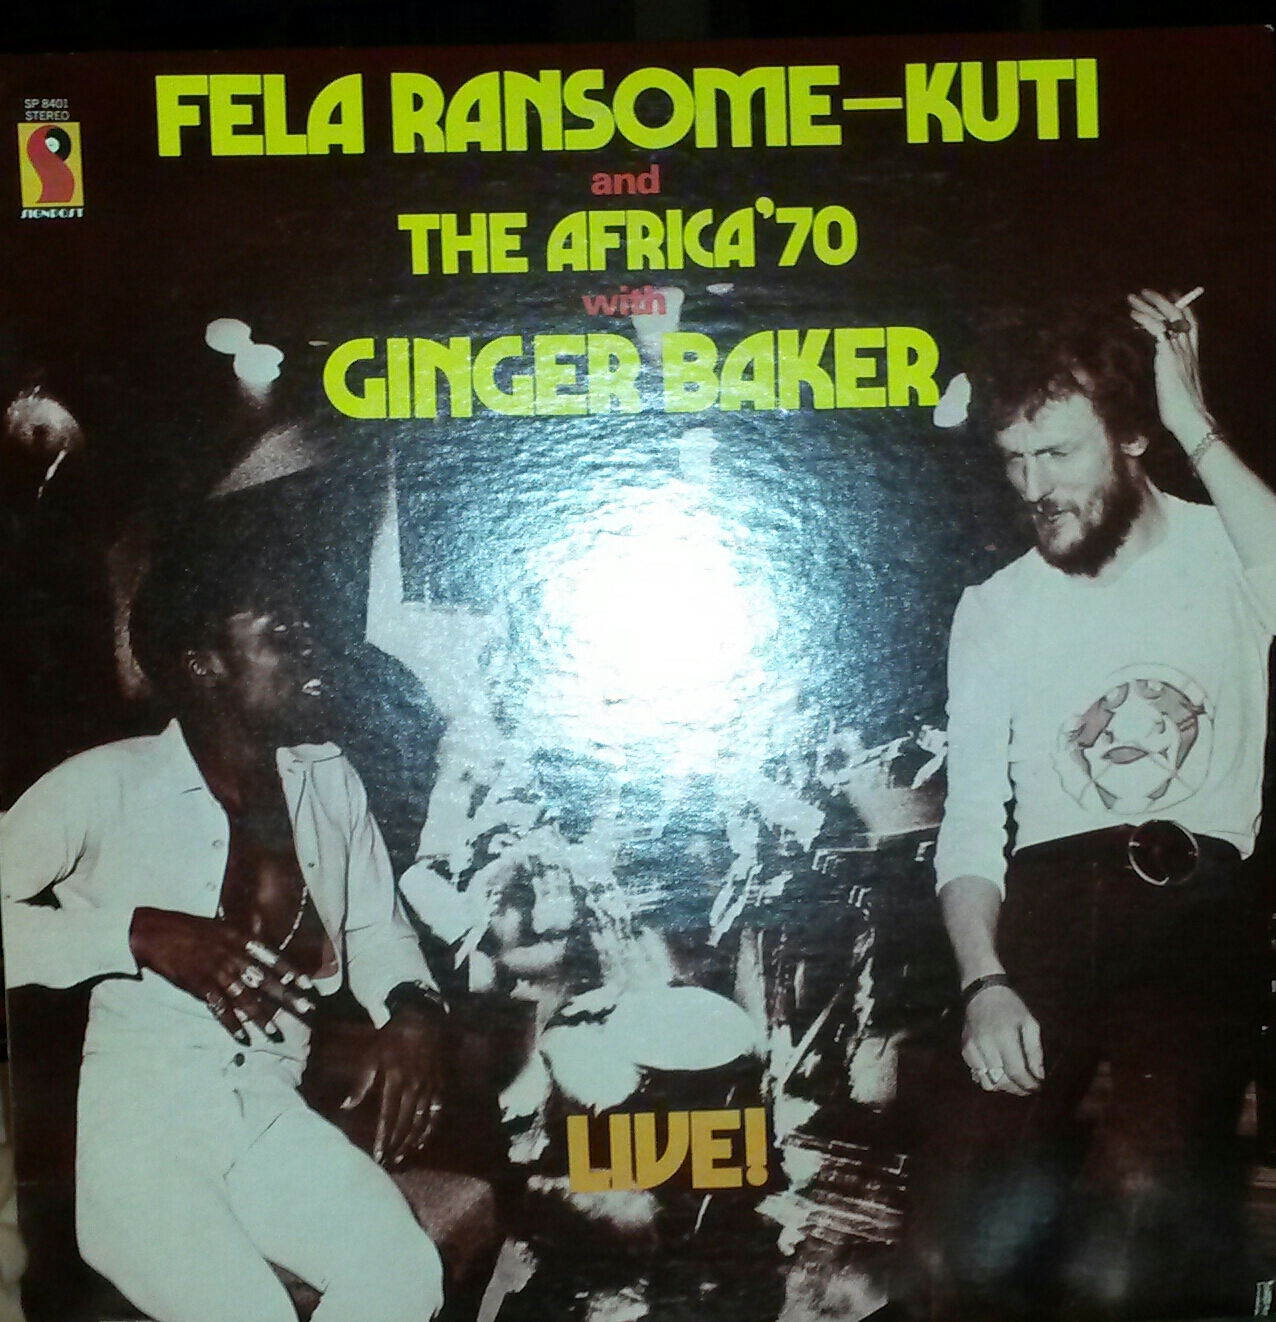 SP 8401
STEREO
SIGNPOST
FELA RANSOME-KUTI
and
THE AFRICA'70
with
GINGER BAKER
LIVE!